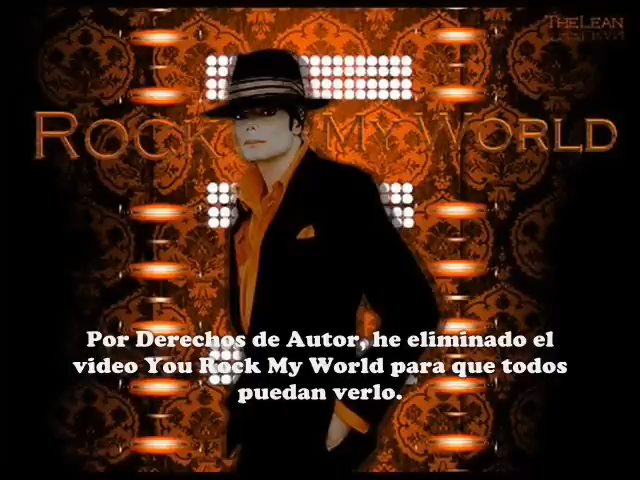 TheLean
Rock My World
Por Derechos de Autor, he eliminado el
video You Rock My World para que todos
puedan verlo.